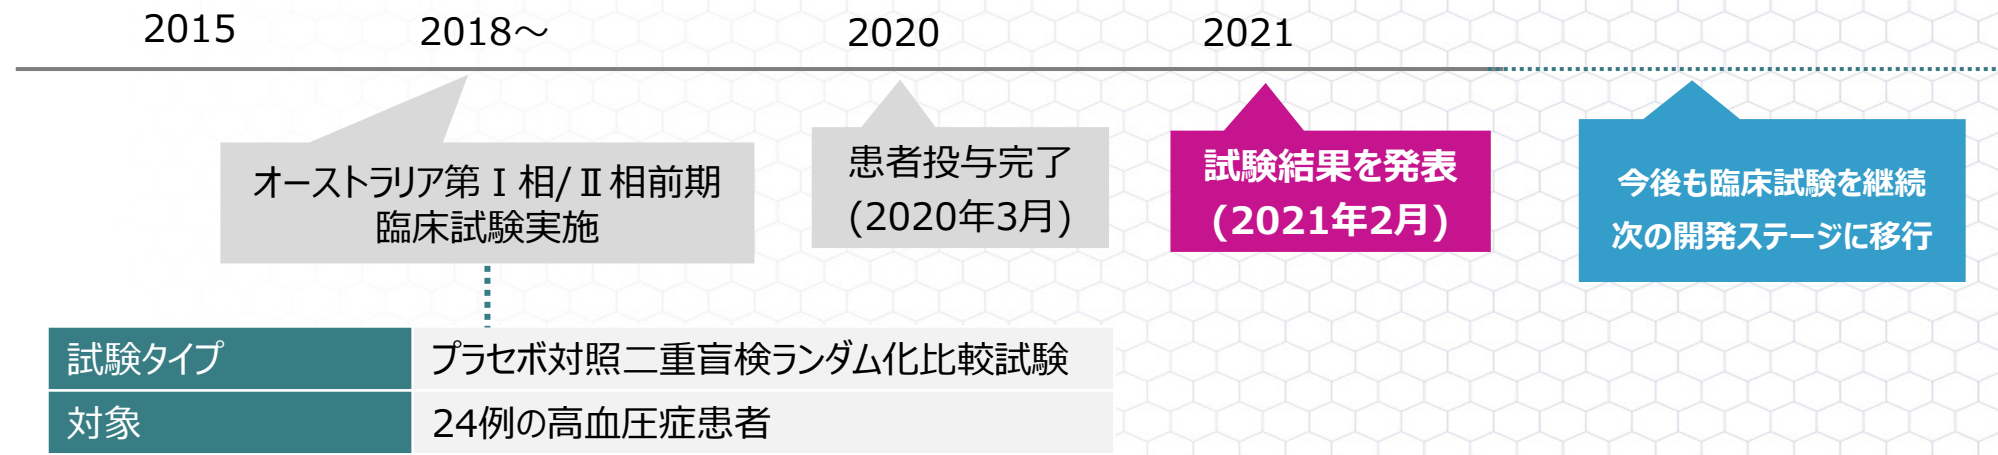 2015
2018～
2020
2021
オーストラリア第Ⅰ相/Ⅱ相前期
臨床試験実施
患者投与完了
(2020年3月)
試験結果を発表
(2021年2月)
今後も臨床試験を継続
次の開発ステージに移行
試験タイプ
プラセボ対照二重盲検ランダム化比較試験
対象
24例の高血圧症患者